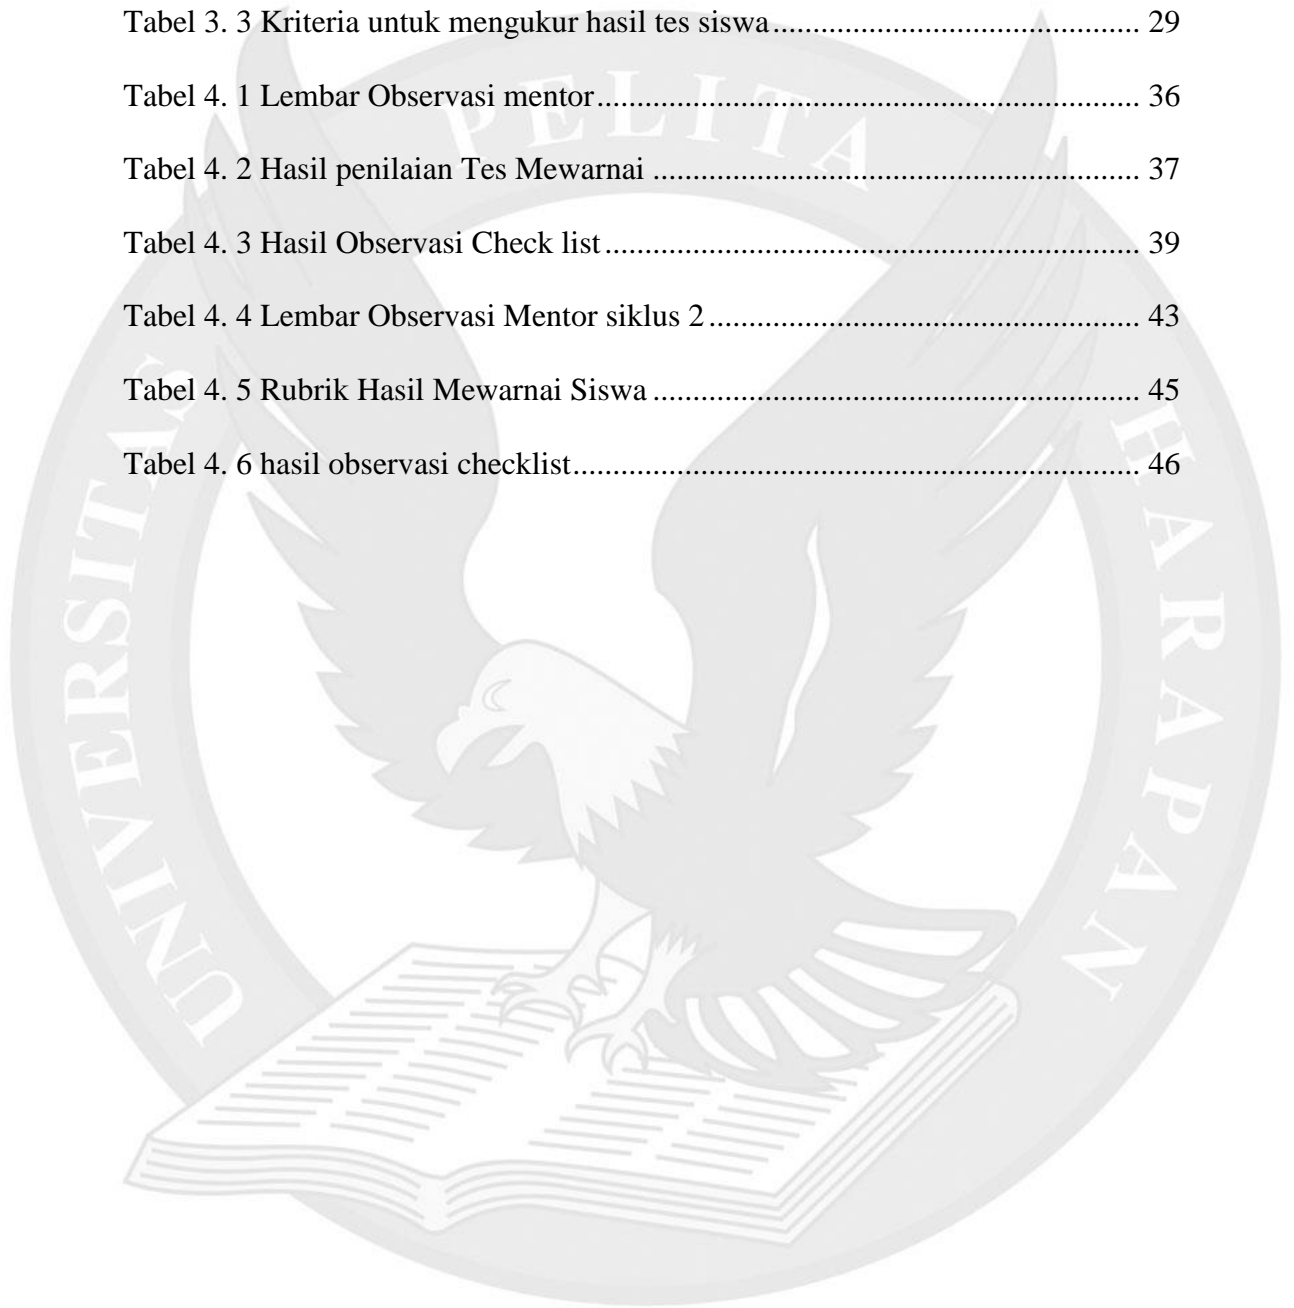 Tabel 3. 3 Kriteria untuk mengukur hasil tes siswa.............................................. 29
Tabel 4. 1 Lembar Observasi mentor.................................................................... 36
Tabel 4. 2 Hasil penilaian Tes Mewarnai ............................................................. 37
Tabel 4. 3 Hasil Observasi Check list................................................................... 39
Tabel 4. 4 Lembar Observasi Mentor siklus 2...................................................... 43
Tabel 4. 5 Rubrik Hasil Mewarnai Siswa ............................................................. 45
Tabel 4. 6 hasil observasi checklist....................................................................... 46
UNIVERSITAS PELITA HARAPAN